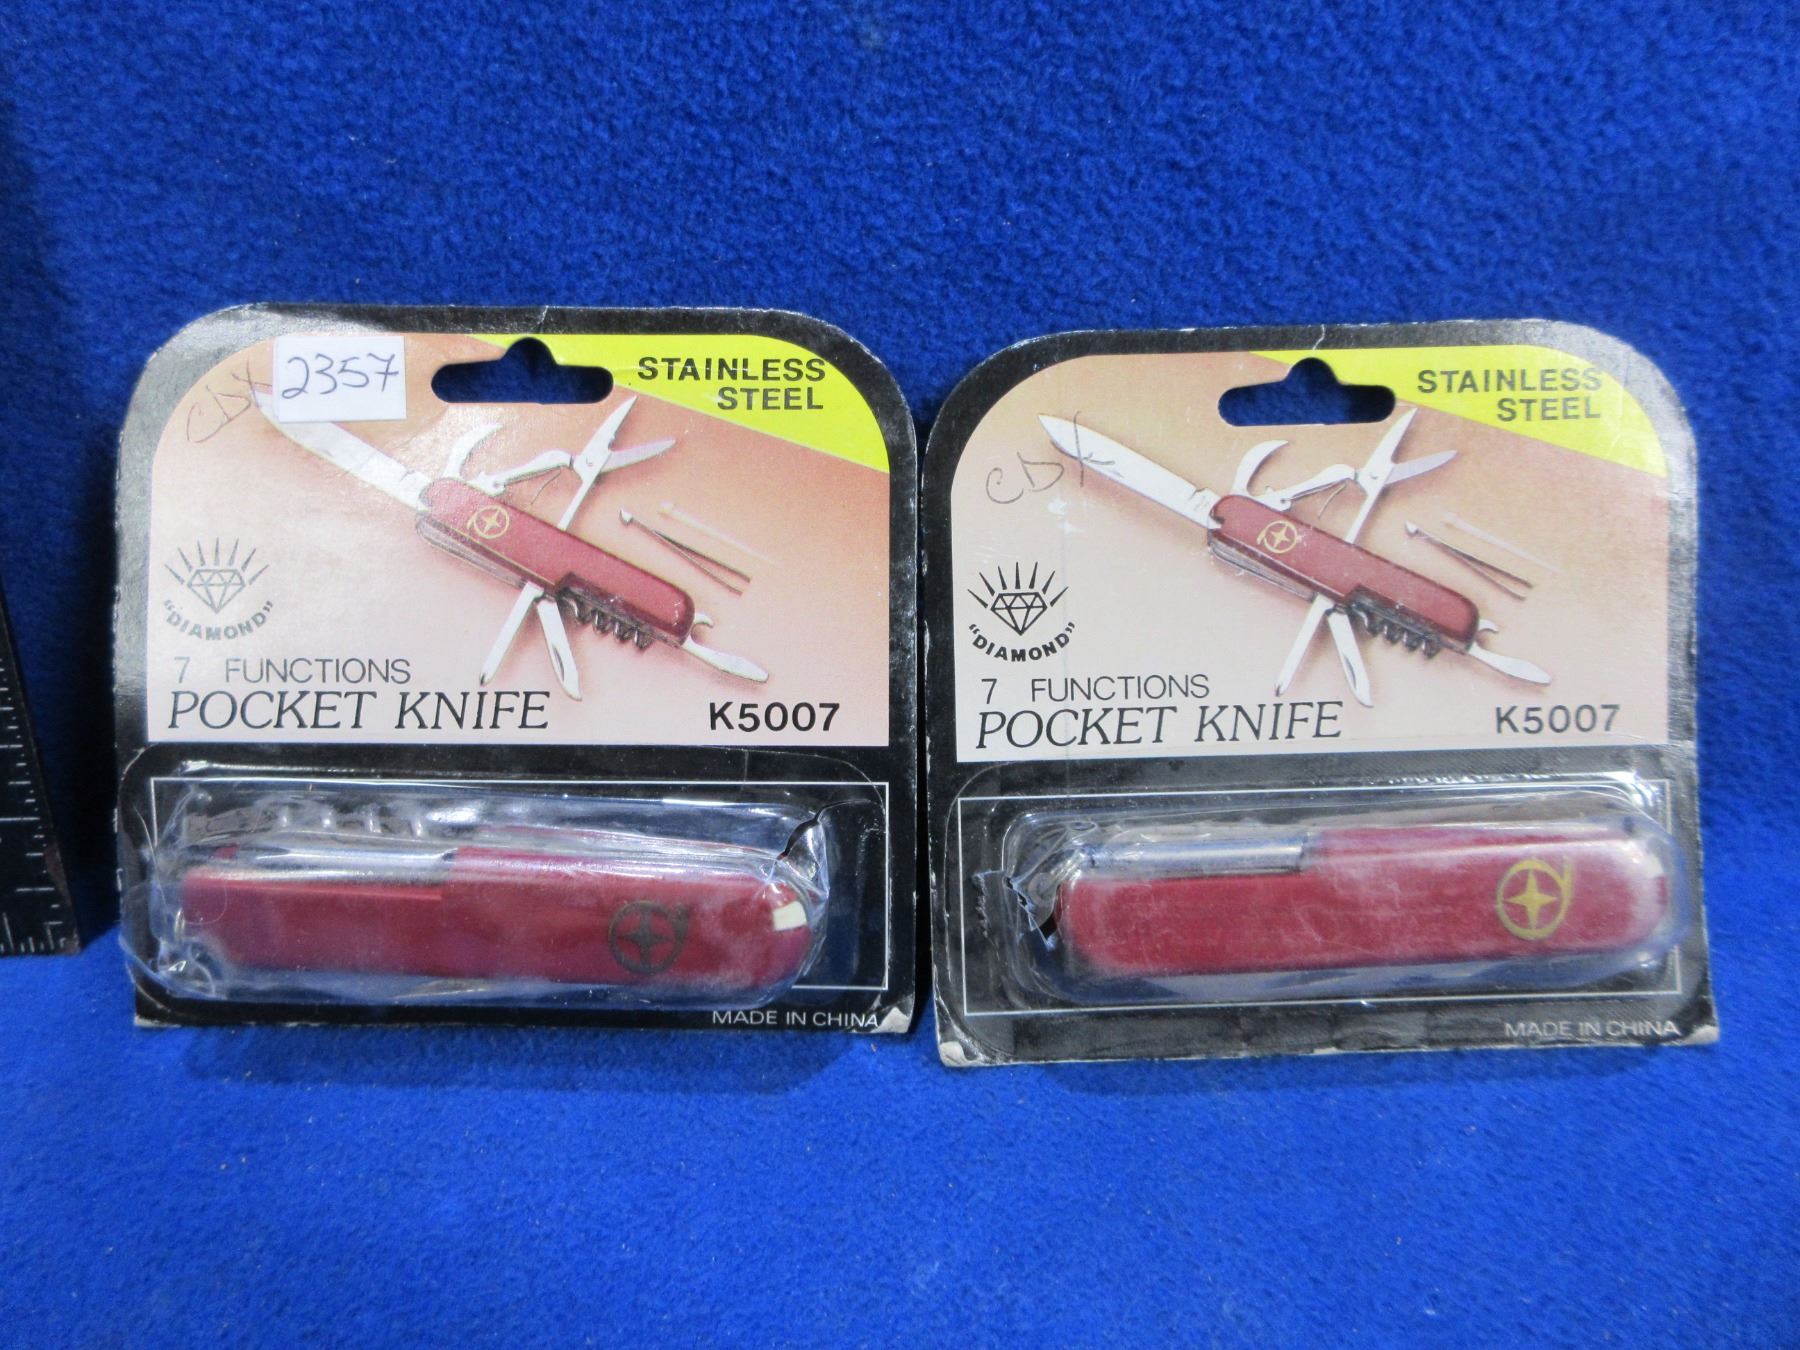 2357
CDX
STAINLESS
STEEL
"DIAMOND"
7 FUNCTIONS
POCKET KNIFE
K5007
MADE IN CHINA
CDX
STAINLESS
STEEL
"DIAMOND"
7 FUNCTIONS
POCKET KNIFE
K5007
MADE IN CHINA